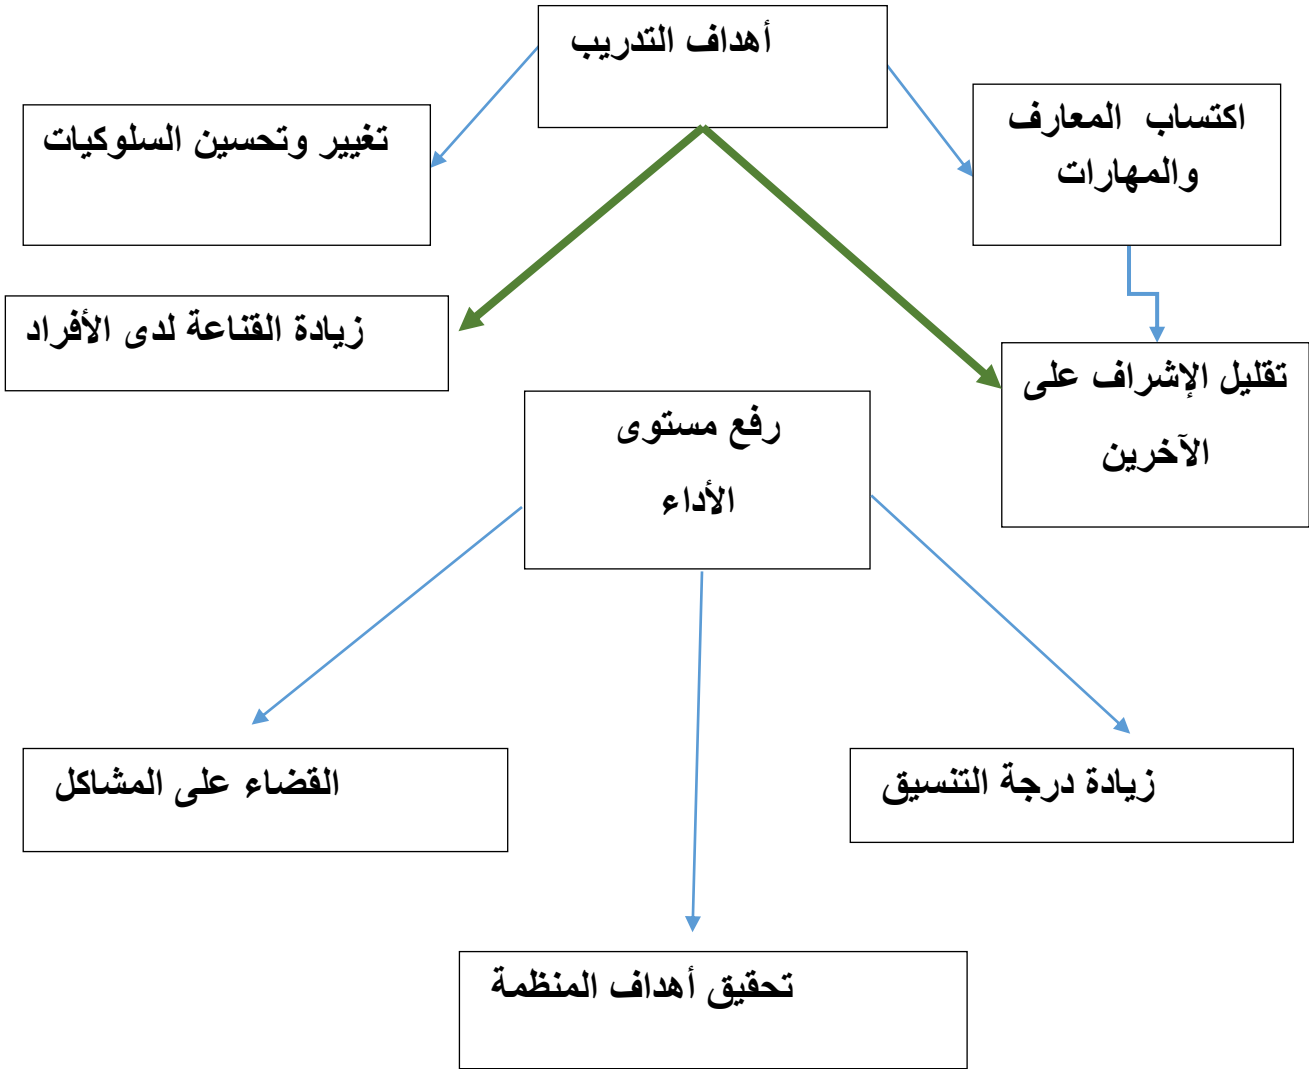 أهداف التدريب
اكتساب المعارف
والمهارات
تغيير وتحسين السلوكيات
زيادة القناعة لدى الأفراد
تقليل الإشراف على
الآخرين
رفع مستوى
الأداء
زيادة درجة التنسيق
القضاء على المشاكل
تحقيق أهداف المنظمة